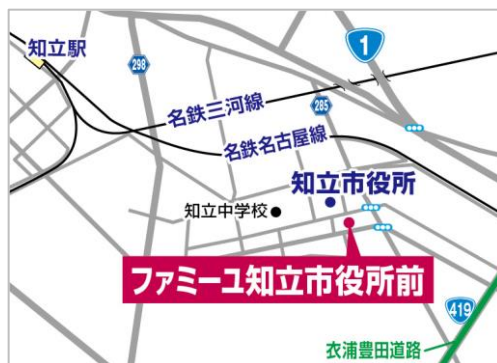 知立駅
1
298
名鉄三河線
285
名鉄名古屋線
知立市役所
知立中学校
ファミーユ知立市役所前
419
衣浦豊田道路